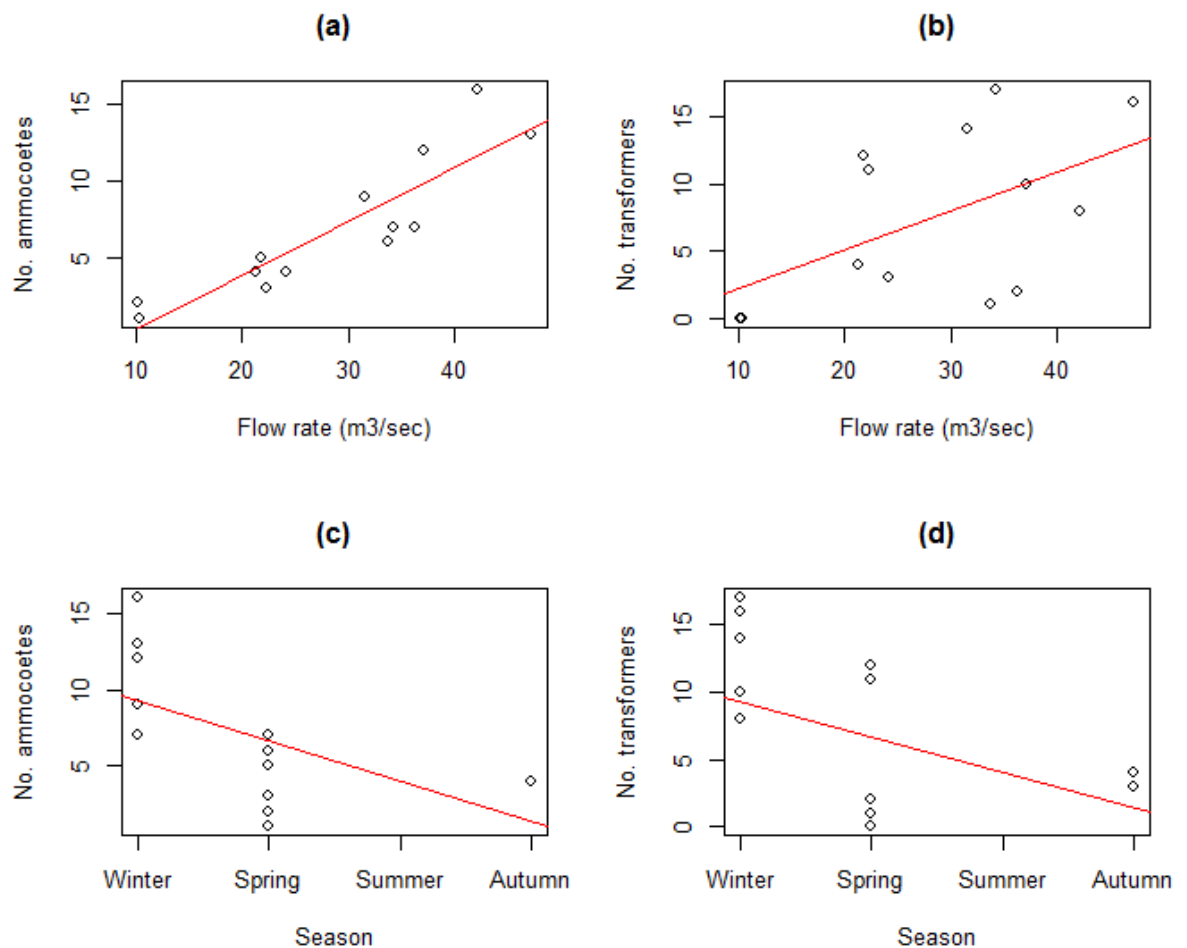 (a)
No. ammocoetes
15
10
5
10 20 30 40
Flow rate (m3/sec)
(b)
No. transformers
15
10
5
0
10 20 30 40
Flow rate (m3/sec)
(c)
No. ammocoetes
15
10
5
Winter Spring Summer Autumn
Season
(d)
No. transformers
15
10
5
0
Winter Spring Summer Autumn
Season